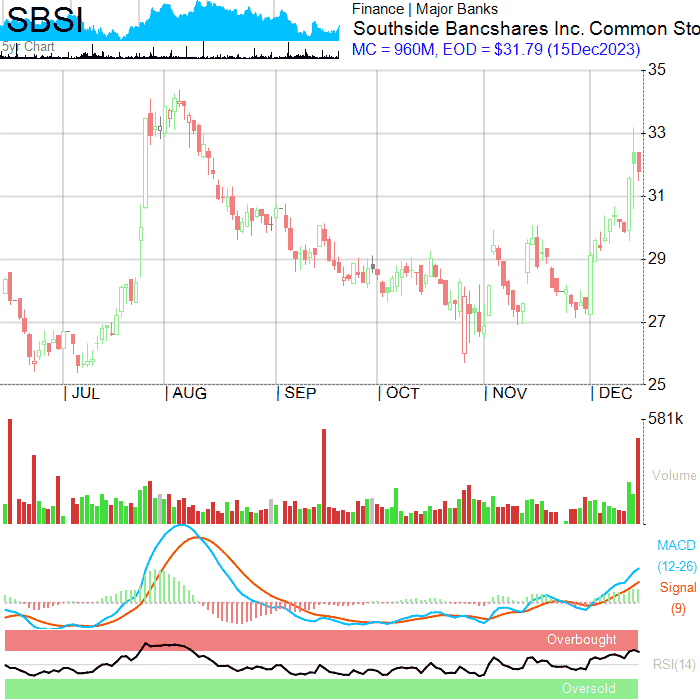 SBSI
5yr Chart
Finance | Major Banks
Southside Bancshares Inc. Common Sto
MC = 960M, EOD = $31.79 (15Dec2023)
35
33
31
29
27
25
| JUL | AUG | SEP | OCT | NOV | DEC
581k
Volume
MACD
(12-26)
Signal
(9)
Overbought
RSI(14)
Oversold